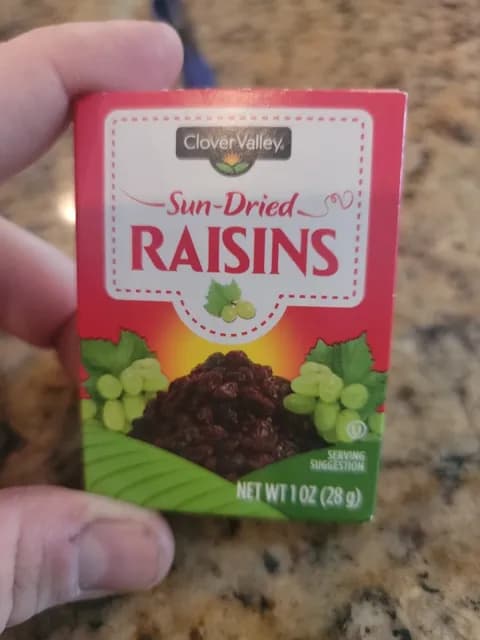 Clover Valley®
Sun-Dried
RAISINS
U
SERVING
SUGGESTION
NET WT 1 OZ (28 g)